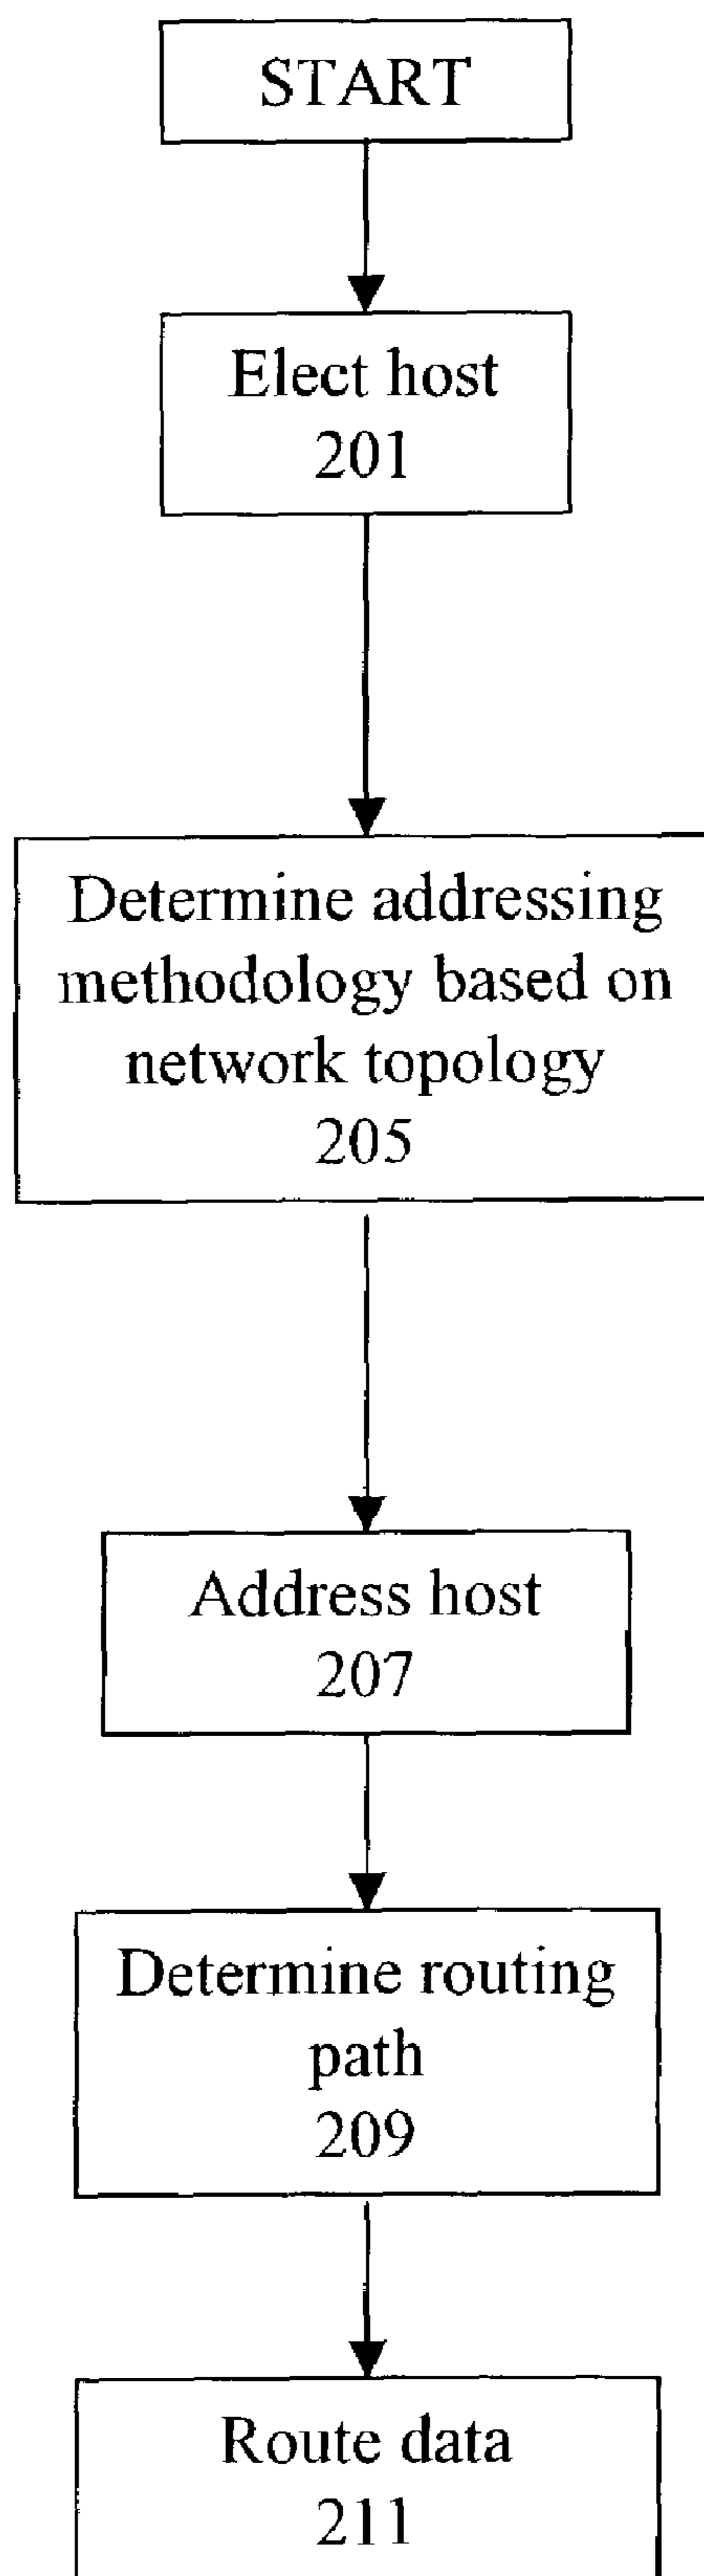 START
Elect host
201
Determine addressing
methodology based on
network topology
205
Address host
207
Determine routing
path
209
Route data
211